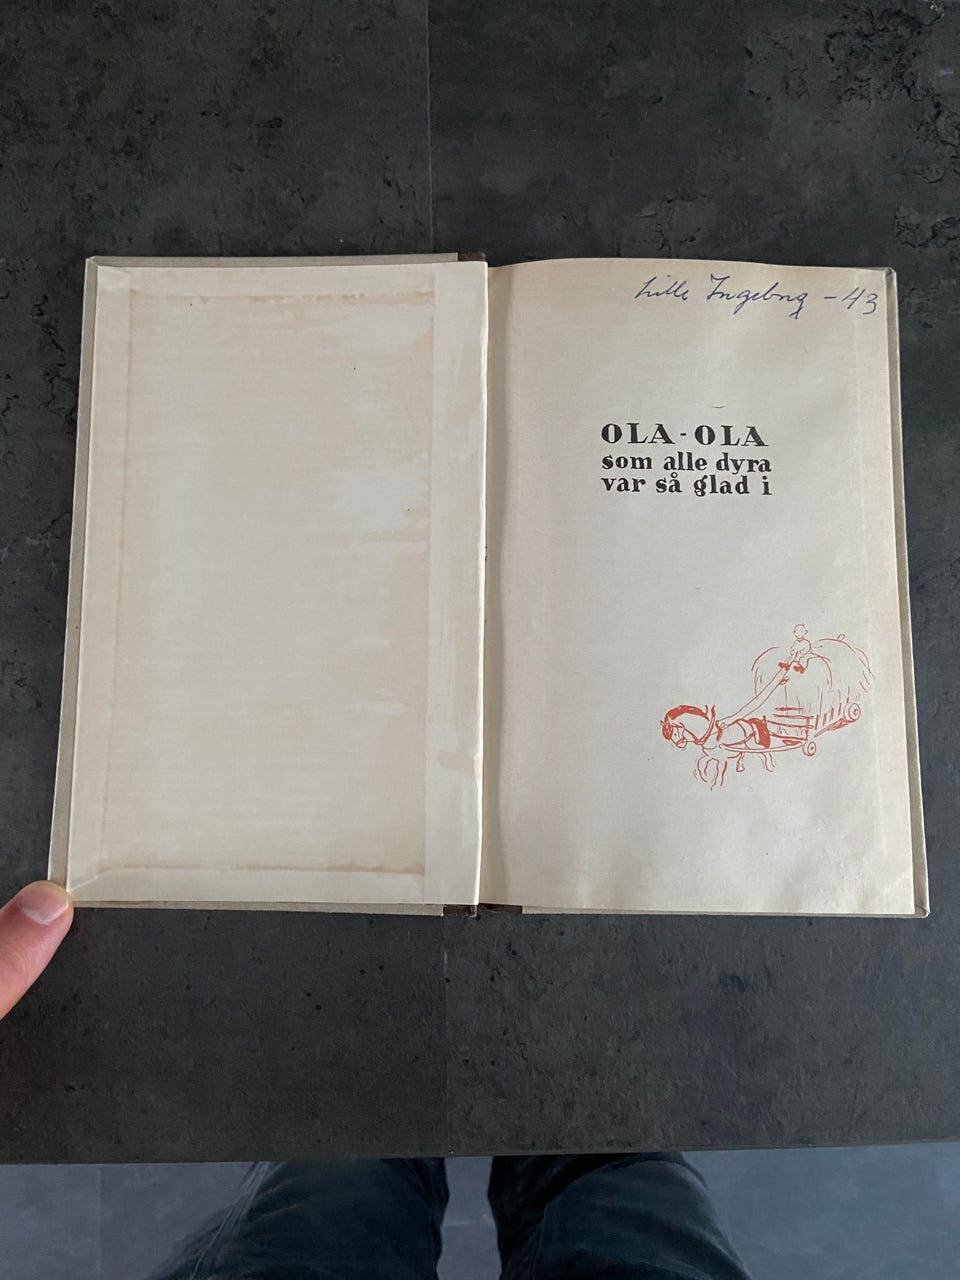 Lille Ingeborg - 43
OLA-OLA
som alle dyra
var så glad i